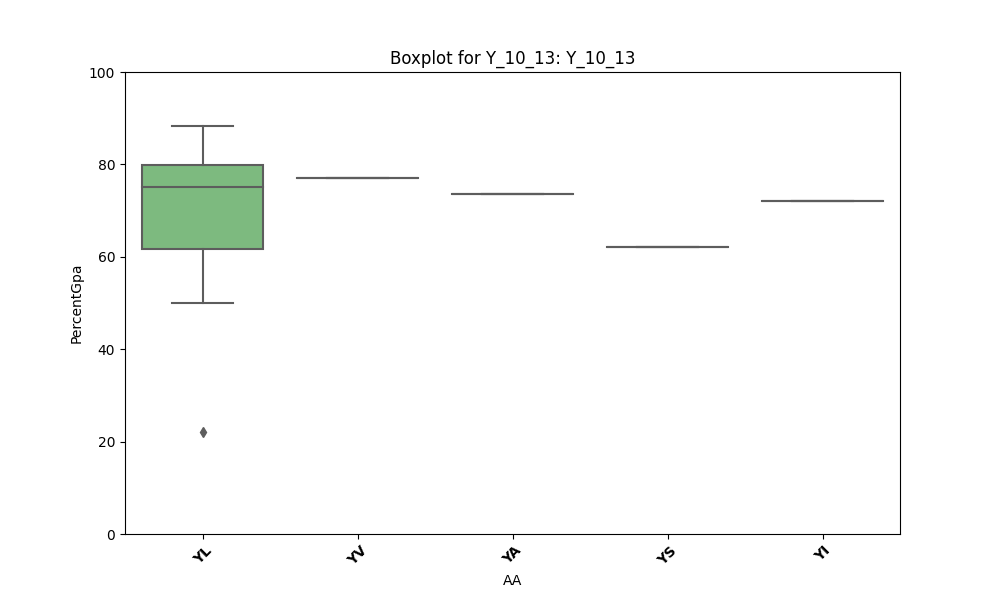 Boxplot for Y_10_13: Y_10_13
100
80
60
40
20
0
PercentGpa
YL
YV
YA
YS
YI
AA